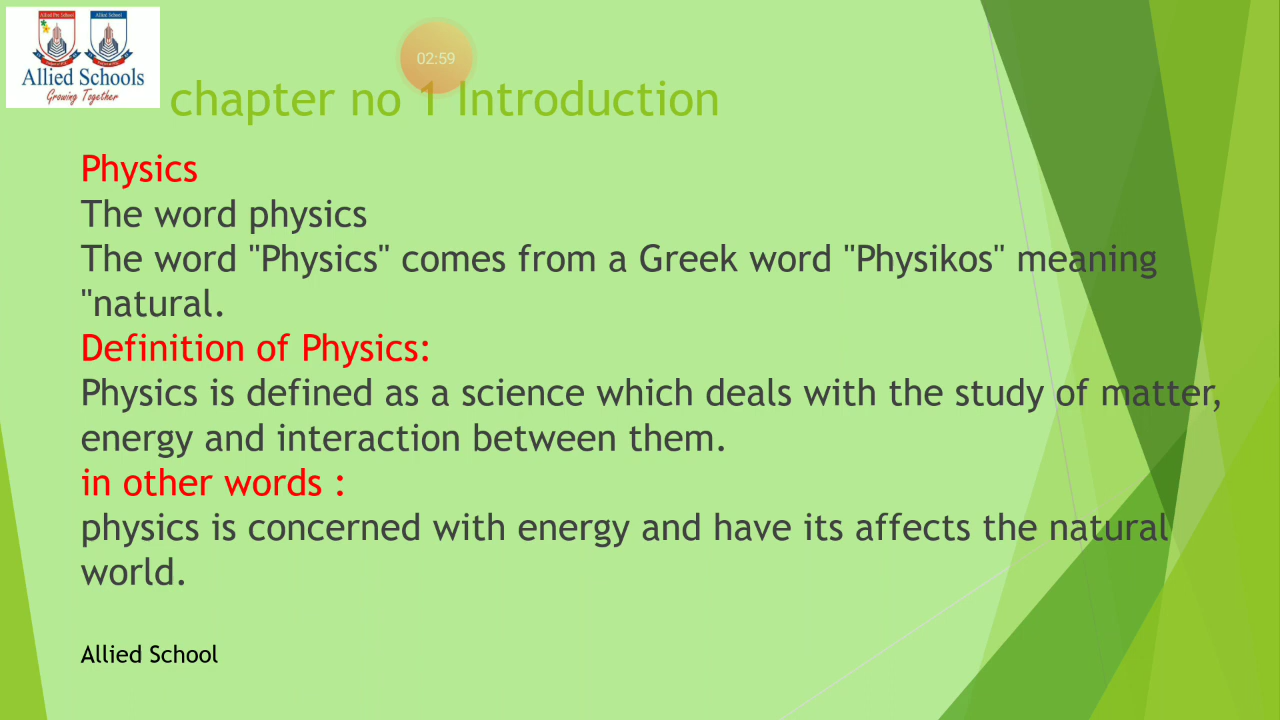 Allied Schools
Growing Together
02:59
chapter no 1 Introduction
Physics
The word physics
The word "Physics" comes from a Greek word "Physikos" meaning
"natural.
Definition of Physics:
Physics is defined as a science which deals with the study of matter,
energy and interaction between them.
in other words :
physics is concerned with energy and have its affects the natural
world.
Allied School